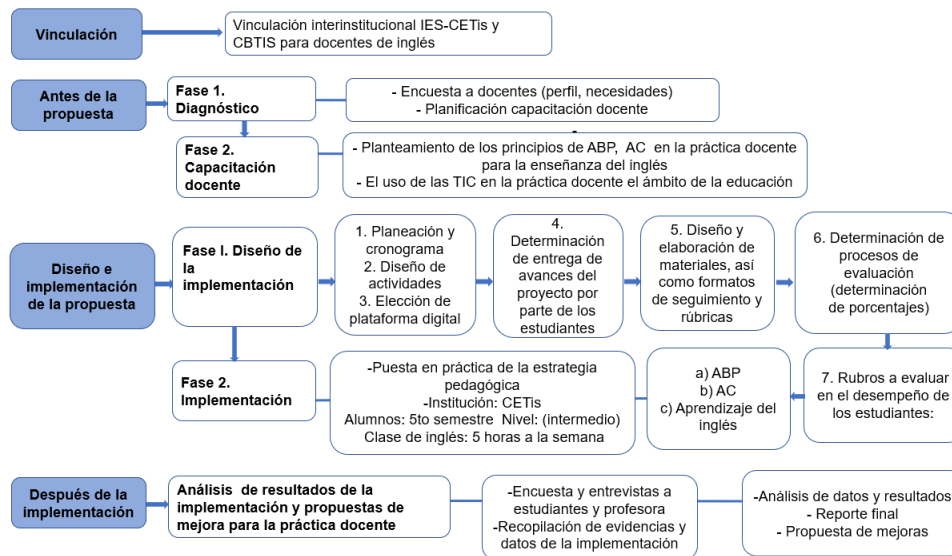 Vinculación
Vinculación interinstitucional IES-CETis y
CBTIS para docentes de inglés
Antes de la
propuesta
Fase 1.
Diagnóstico
- Encuesta a docentes (perfil, necesidades)
- Planificación capacitación docente
-
Fase 2.
Capacitación
docente
- Planteamiento de los principios de ABP, AC en la práctica docente
para la enseñanza del inglés
- El uso de las TIC en la práctica docente el ámbito de la educación
Diseño e
implementación
de la propuesta
Fase I. Diseño de
la
implementación
1. Planeación y
cronograma
2. Diseño de
actividades
3. Elección de
plataforma digital
4.
Determinación
de entrega de
avances del
proyecto por
parte de los
estudiantes
5. Diseño y
elaboración de
materiales, así
como formatos
de seguimiento y
rúbricas
6. Determinación de
procesos de
evaluación
(determinación
de porcentajes)
Fase 2.
Implementación
-Puesta en práctica de la estrategia
pedagógica
-Institución: CETis
Alumnos: 5to semestre Nivel: (intermedio)
Clase de inglés: 5 horas a la semana
a) ABP
b) AC
c) Aprendizaje del
inglés
7. Rubros a evaluar
en el desempeño de
los estudiantes:
Después de la
implementación
Análisis de resultados de la
implementación y propuestas de
mejora para la práctica docente
-Encuesta y entrevistas a
estudiantes y profesora
-Recopilación de evidencias y
datos de la implementación
-Análisis de datos y resultados
- Reporte final
- Propuesta de mejoras